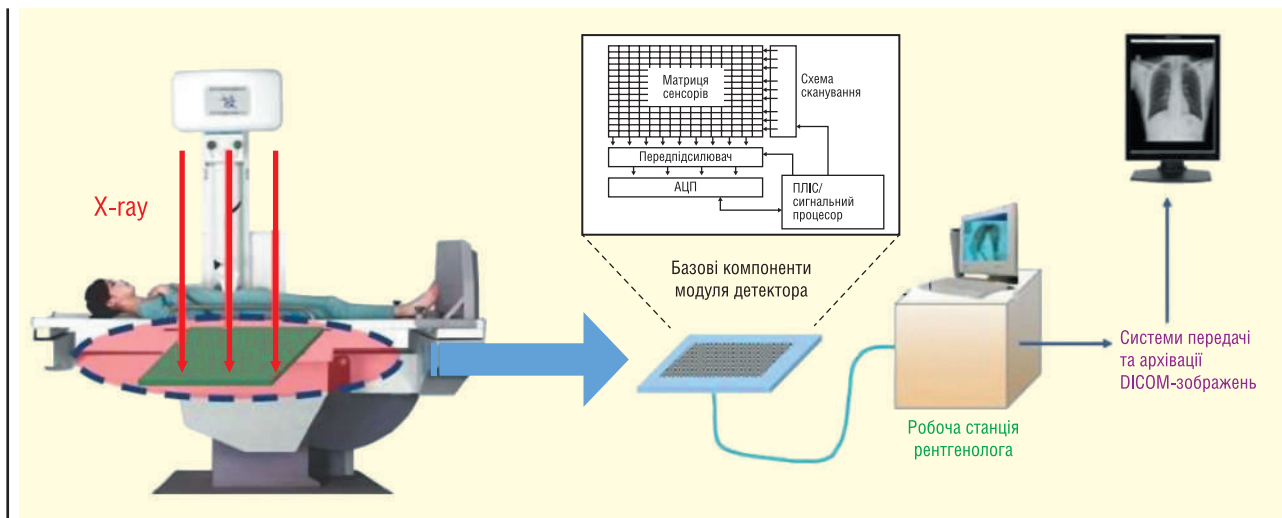 X-ray
Матриця
сенсорів
Схема
сканування
Передпідсилювач
АЦП
ПЛІС/
сигнальний
процесор
Базові компоненти
модуля детектора
Робоча станція
рентгенолога
Системи передачі
та архівації
DICOM-зображень